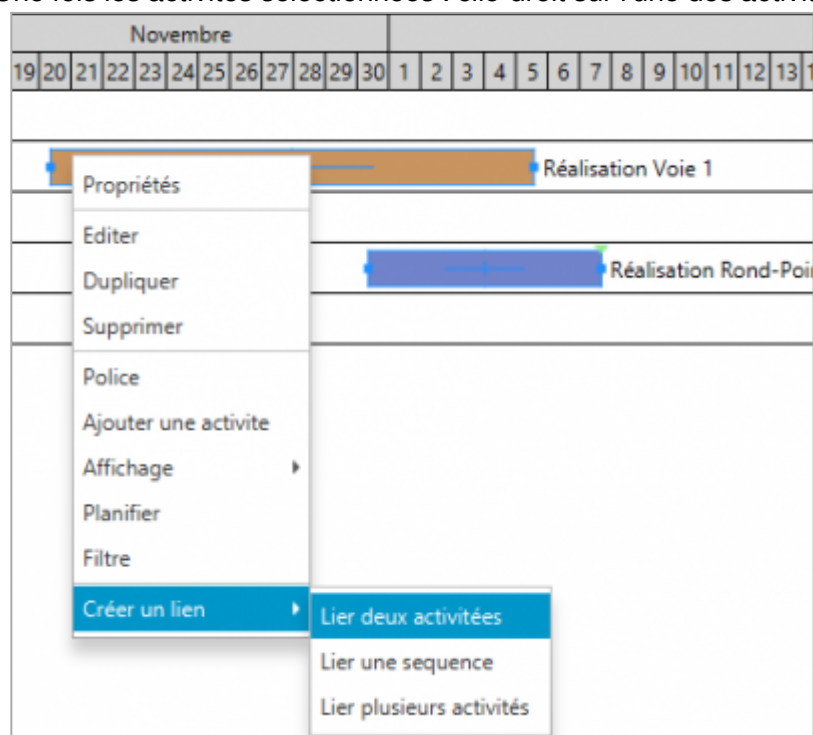 Novembre
19 20 21 22 23 24 25 26 27 28 29 30 1 2 3 4 5 6 7 8 9 10 11 12 13
Réalisation Voie 1
Propriétés
Editer
Réalisation Rond-Poi
Dupliquer
Supprimer
Police
Ajouter une activite
Affichage
Planifier
Filtre
Créer un lien
Lier deux activitées
Lier une sequence
Lier plusieurs activités